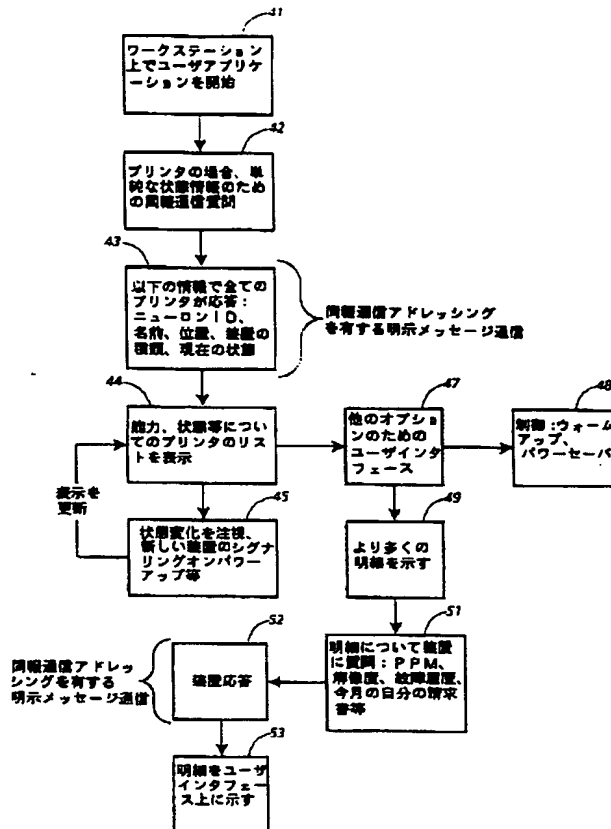 41
ワークステーション
上でユーザアプリケ
ーションを開始
42
プリンタの場合、単
純な状態情報のため
の同報通信質問
43
以下の情報で全ての
プリンタが応答：
ニューロンID、
名前、位置、装置の
種類、現在の状態
同報通信アドレッシング
を有する明示メッセージ通信
44
能力、状態等につい
てのプリンタのリス
トを表示
47
他のオプショ
ンのための
ユーザインタ
フェース
48
制御：ウォーム
アップ、
パワーセーバ
表示を
更新
45
状態変化を注視、
新しい装置のシグナ
リングオンパワー
アップ等
49
より多くの
明細を示す
51
明細について装置
に質問：PPM、
解像度、故障履歴、
今月の自分の請求
書等
52
装置応答
同報通信アドレッ
シングを有する
明示メッセージ通信
53
明細をユーザ
インタフェー
ス上に示す